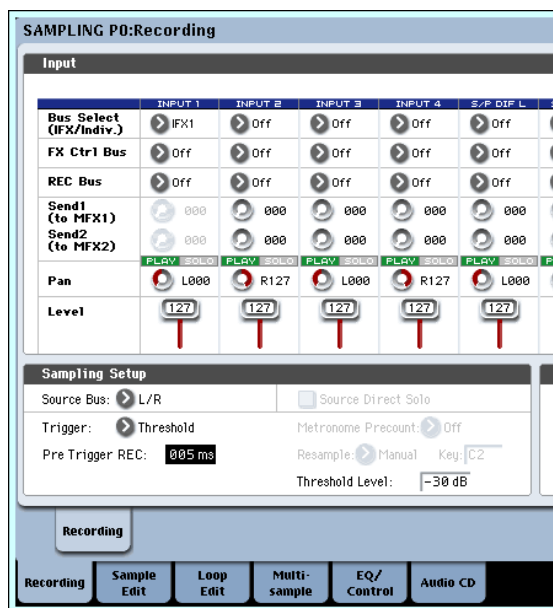 SAMPLING P0:Recording
Input
INPUT 1 INPUT 2 INPUT 3 INPUT 4 S/P DIF L
Bus Select (IFX/Indiv.) IFX1 Off Off Off Off
FX Ctrl Bus Off Off Off Off Off
REC Bus Off Off Off Off Off
Send1 (to MFX1) 000 000 000 000 000
Send2 (to MFX2) 000 000 000 000 000
PLAY SOLO PLAY SOLO PLAY SOLO PLAY SOLO PLAY SOLO
Pan L000 R127 L000 R127 L000
Level 127 127 127 127 127
Sampling Setup
Source Bus: L/R Source Direct Solo
Trigger: Threshold Metronome Precount: Off
Pre Trigger REC: 005 ms Resample: Manual Key: C2
Threshold Level: -30 dB
Recording
Recording Sample Edit Loop Edit Multi-sample EQ/Control Audio CD